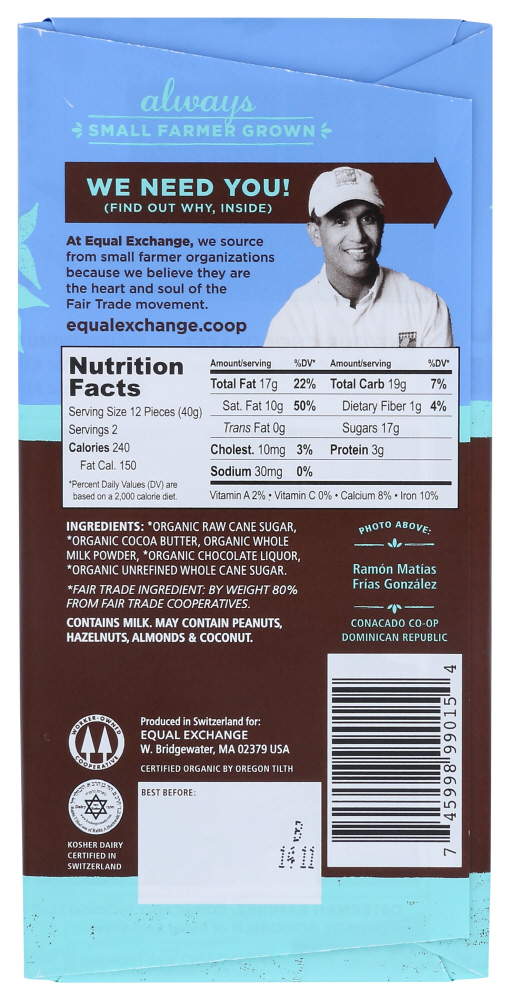 always
SMALL FARMER GROWN
WE NEED YOU!
(FIND OUT WHY, INSIDE)
At Equal Exchange, we source
from small farmer organizations
because we believe they are
the heart and soul of the
Fair Trade movement.
equalexchange.coop
Nutrition
Facts
Serving Size 12 Pieces (40g)
Servings 2
Calories 240
Fat Cal. 150
*Percent Daily Values (DV) are
based on a 2,000 calorie diet.
Amount/serving %DV* Amount/serving %DV*
Total Fat 17g 22% Total Carb 19g 7%
Sat. Fat 10g 50% Dietary Fiber 1g 4%
Trans Fat 0g Sugars 17g
Cholest. 10mg 3% Protein 3g
Sodium 30mg 0%
Vitamin A 2% • Vitamin C 0% • Calcium 8% • Iron 10%
INGREDIENTS: *ORGANIC RAW CANE SUGAR,
*ORGANIC COCOA BUTTER, ORGANIC WHOLE
MILK POWDER, *ORGANIC CHOCOLATE LIQUOR,
*ORGANIC UNREFINED WHOLE CANE SUGAR.
*FAIR TRADE INGREDIENT: BY WEIGHT 80%
FROM FAIR TRADE COOPERATIVES.
CONTAINS MILK. MAY CONTAIN PEANUTS,
HAZELNUTS, ALMONDS & COCONUT.
PHOTO ABOVE:
Ramón Matías
Frías González
CONACADO CO-OP
DOMINICAN REPUBLIC
WORKER-OWNED
COOPERATIVE
Produced in Switzerland for:
EQUAL EXCHANGE
W. Bridgewater, MA 02379 USA
CERTIFIED ORGANIC BY OREGON TILTH
KOSHER DAIRY
CERTIFIED IN
SWITZERLAND
BEST BEFORE:
7 45998 99015 4